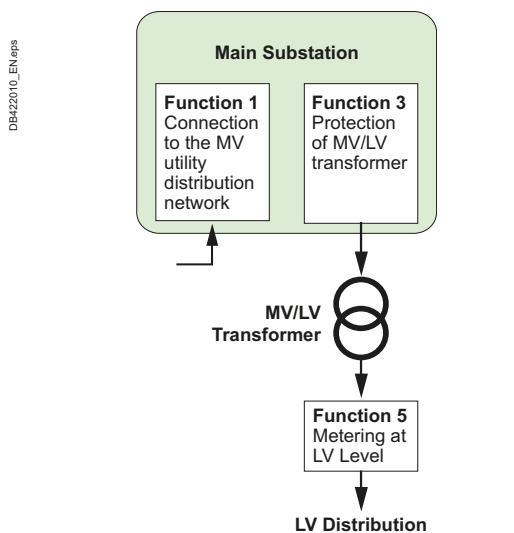 DB422010_EN.eps
Main Substation
Function 1
Connection
to the MV
utility
distribution
network
Function 3
Protection
of MV/LV
transformer
MV/LV
Transformer
Function 5
Metering at
LV Level
LV Distribution